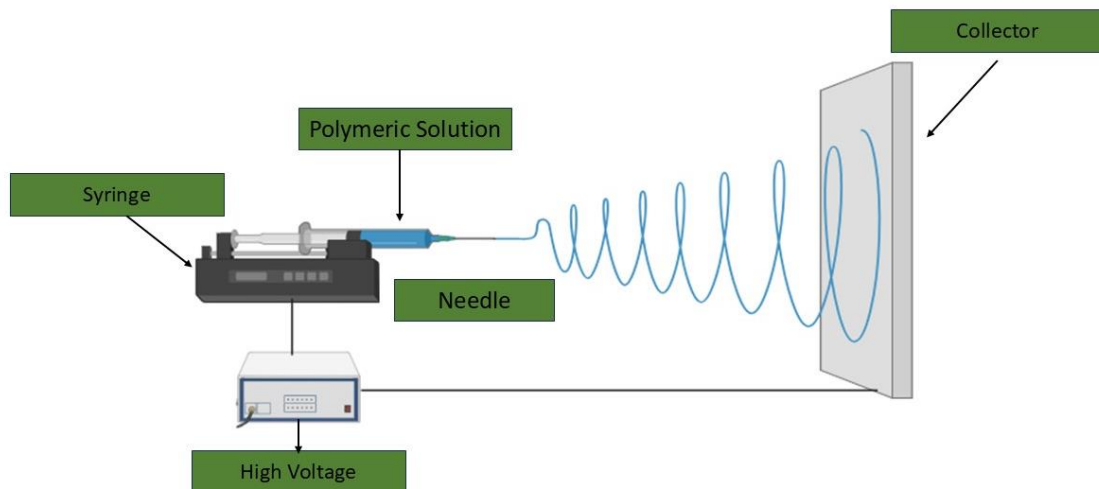 Collector
Polymeric Solution
Syringe
Needle
High Voltage